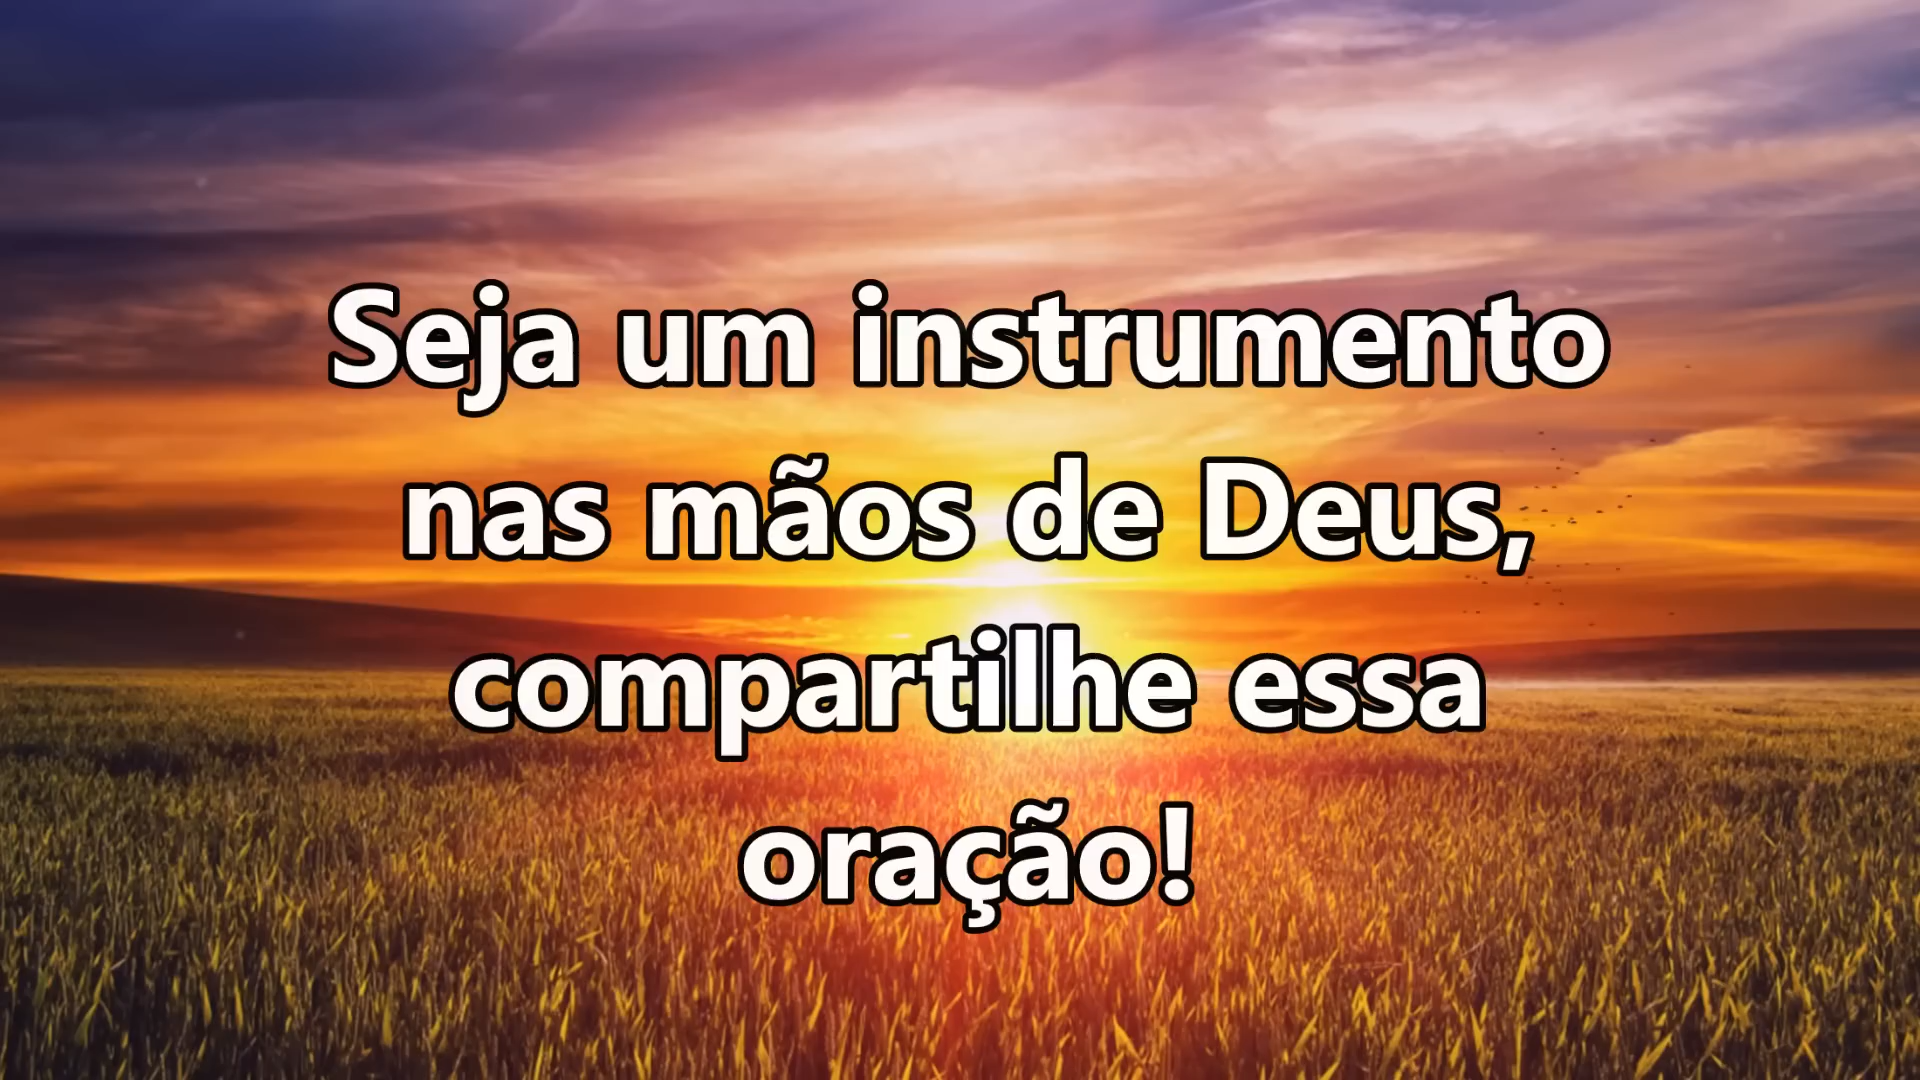 Seja um instrumento
nas mãos de Deus,
compartilhe essa
oração!